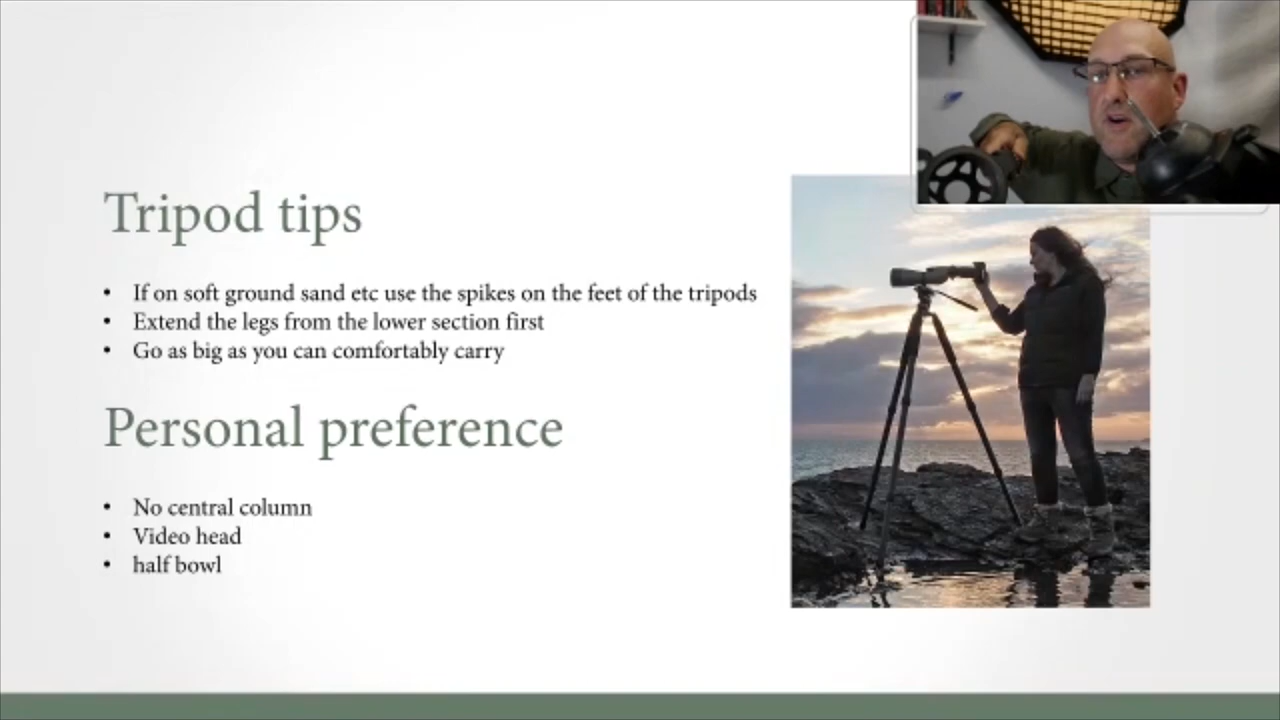 Tripod tips
• If on soft ground sand etc use the spikes on the feet of the tripods
• Extend the legs from the lower section first
• Go as big as you can comfortably carry
Personal preference
• No central column
• Video head
• half bowl